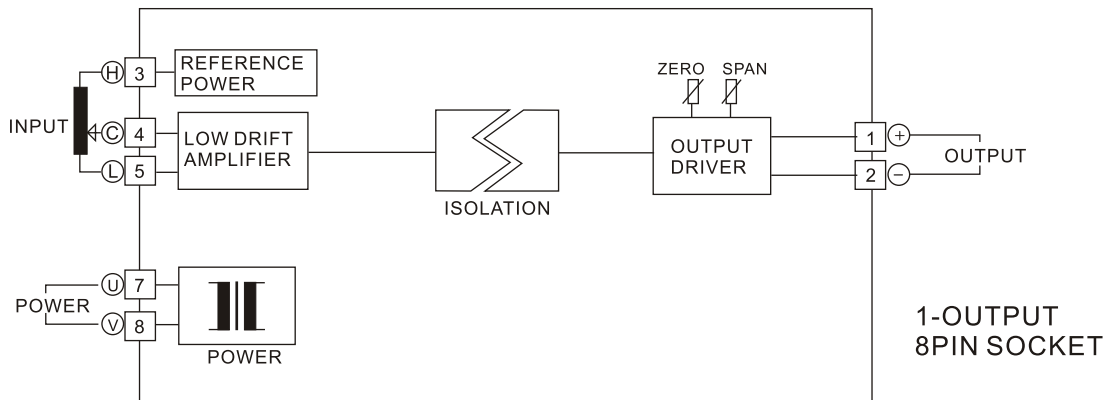 REFERENCE
POWER
H
3
ZERO
SPAN
INPUT
C
4
LOW DRIFT
AMPLIFIER
L
5
ISOLATION
OUTPUT
DRIVER
1
+
2
−
OUTPUT
U
7
POWER
V
8
POWER
1-OUTPUT
8PIN SOCKET